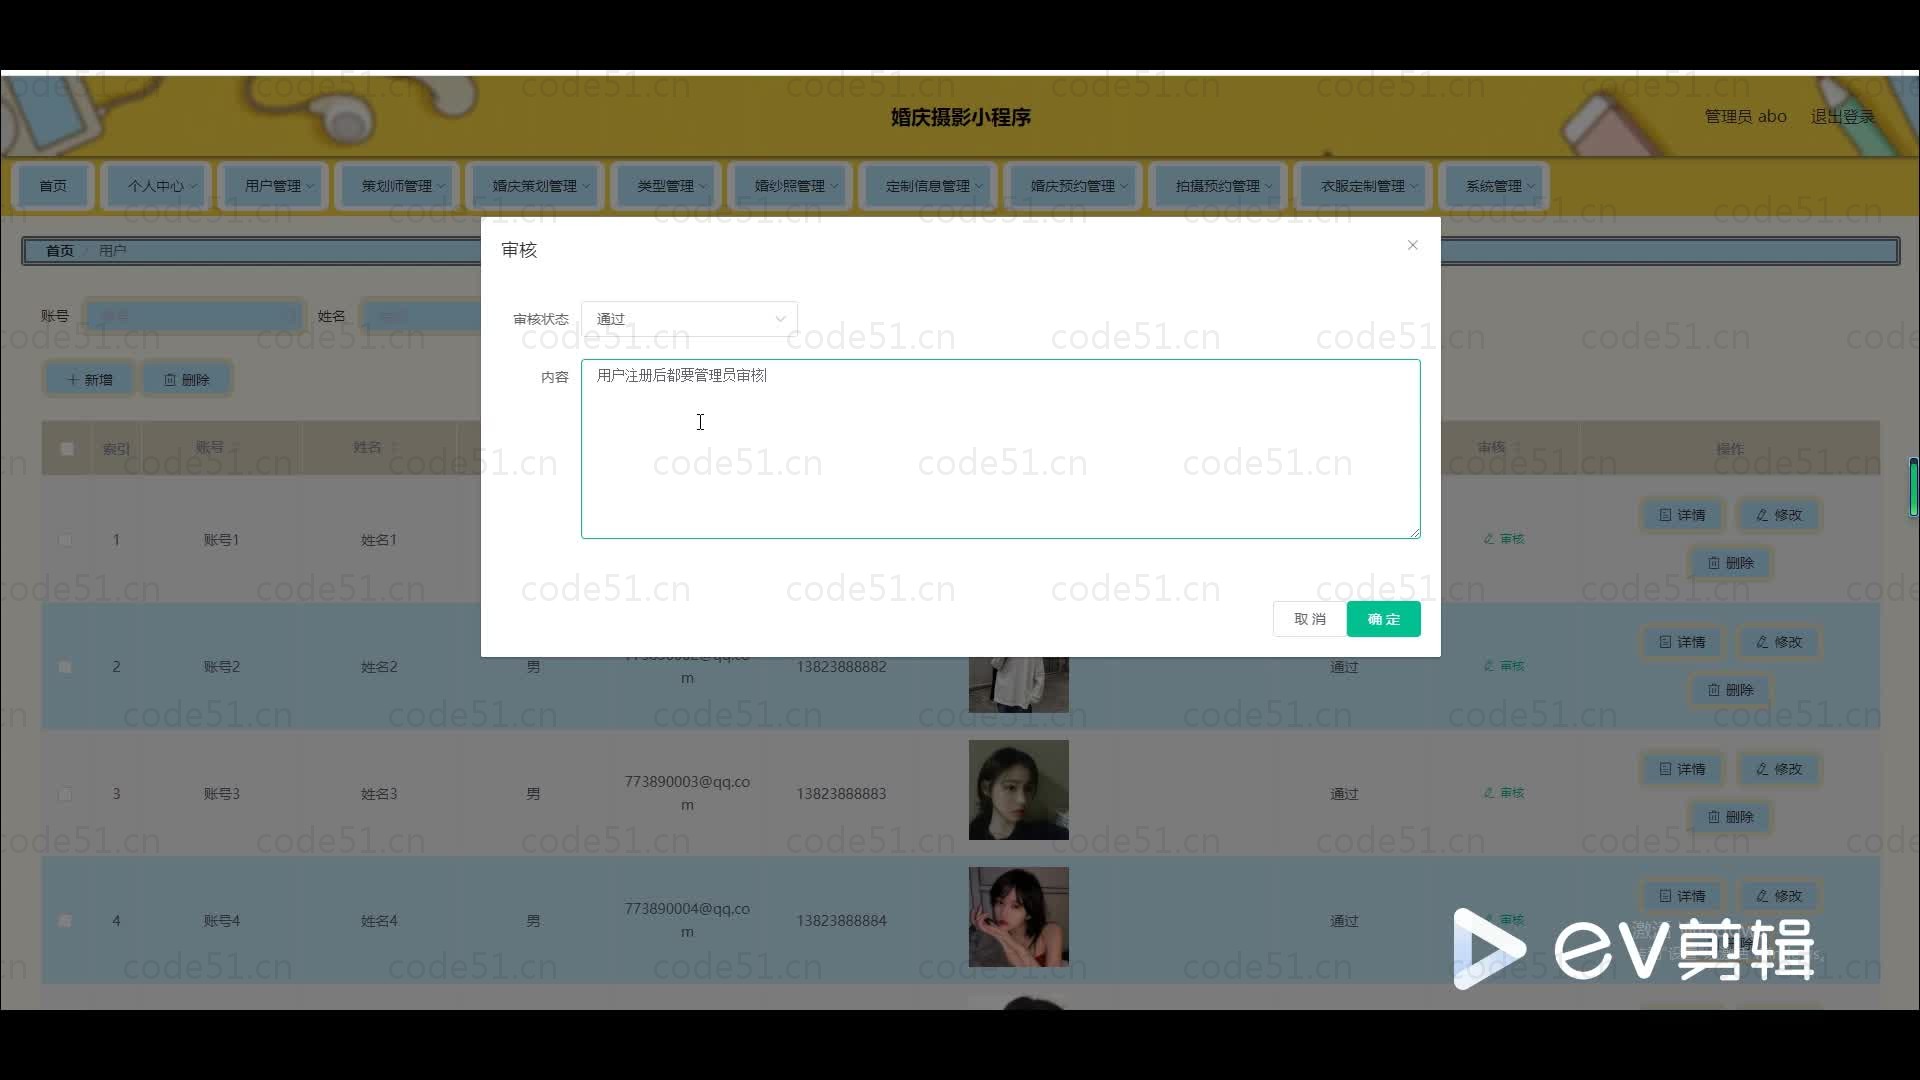 婚庆摄影小程序
管理员 abo
退出登录
首页
个人中心
用户管理
策划师管理
婚庆策划管理
类型管理
婚纱照管理
定制信息管理
婚庆预约管理
拍摄预约管理
衣服定制管理
系统管理
首页 / 用户
账号
姓名
新增
删除
审核
审核状态
通过
内容
用户注册后都要管理员审核
取消
确定
索引
账号
姓名
审核
操作
1
账号1
姓名1
审核
详情
修改
删除
2
账号2
姓名2
男
m
13823888882
通过
审核
详情
修改
删除
3
账号3
姓名3
男
773890003@qq.co
m
13823888883
通过
审核
详情
修改
删除
4
账号4
姓名4
男
773890004@qq.co
m
13823888884
通过
审核
详情
修改
ev剪辑
code51.cn